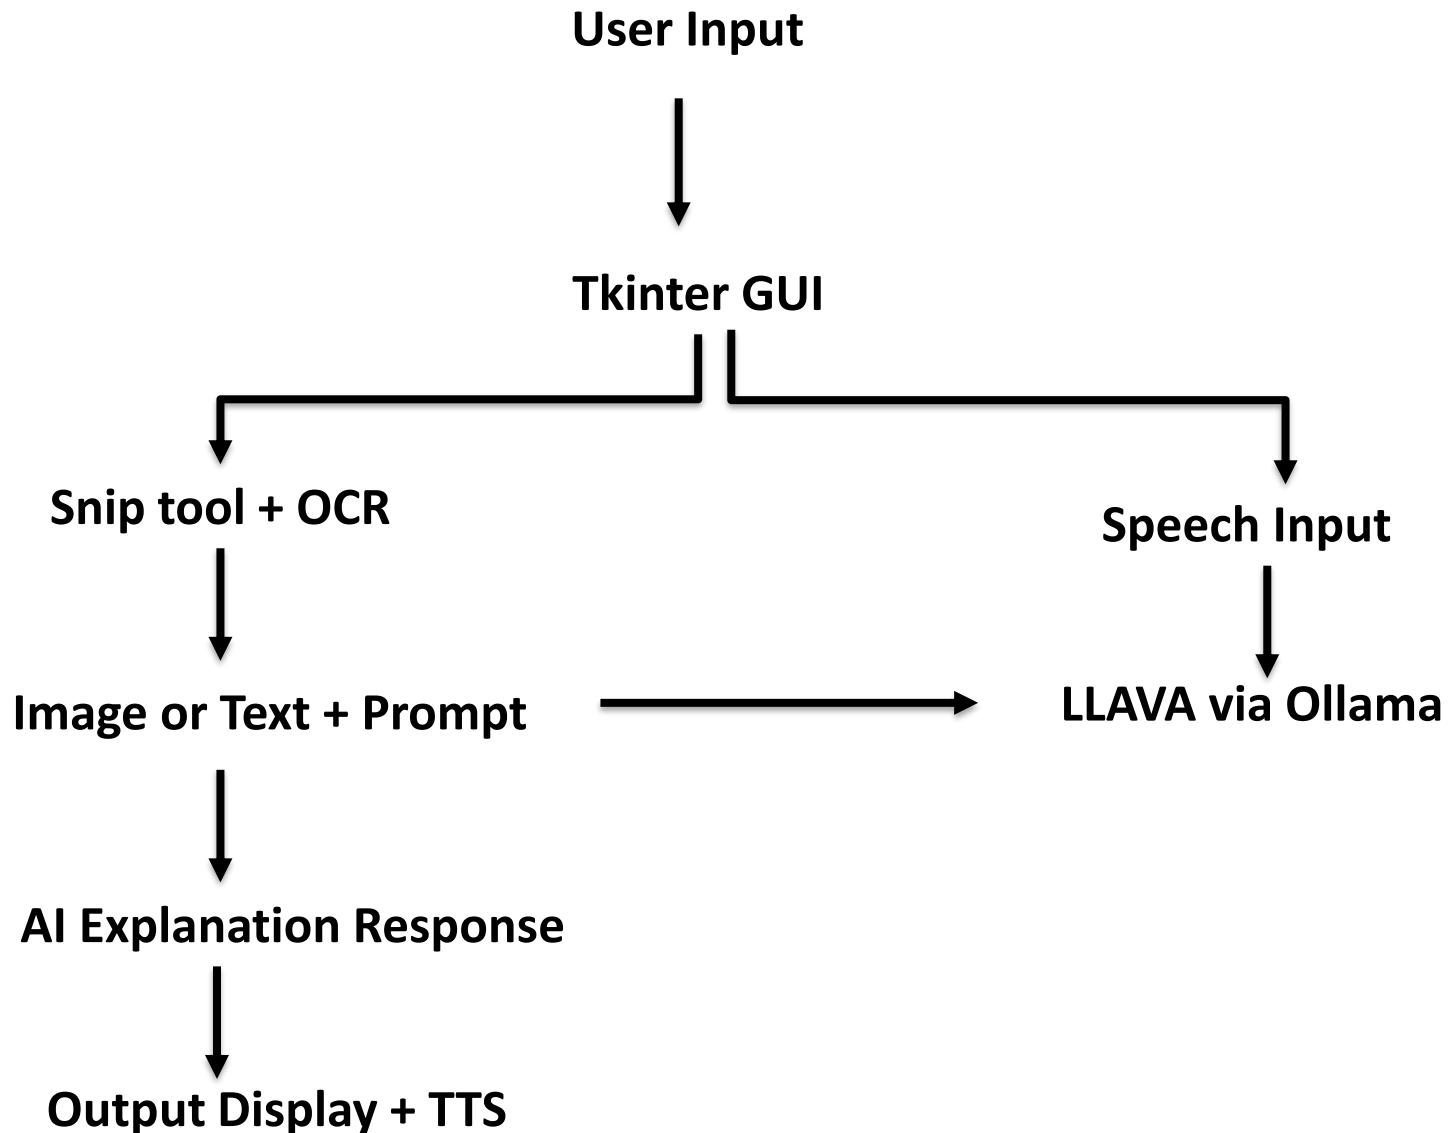 User Input
Tkinter GUI
Snip tool + OCR
Speech Input
Image or Text + Prompt
LLAVA via Ollama
AI Explanation Response
Output Display + TTS